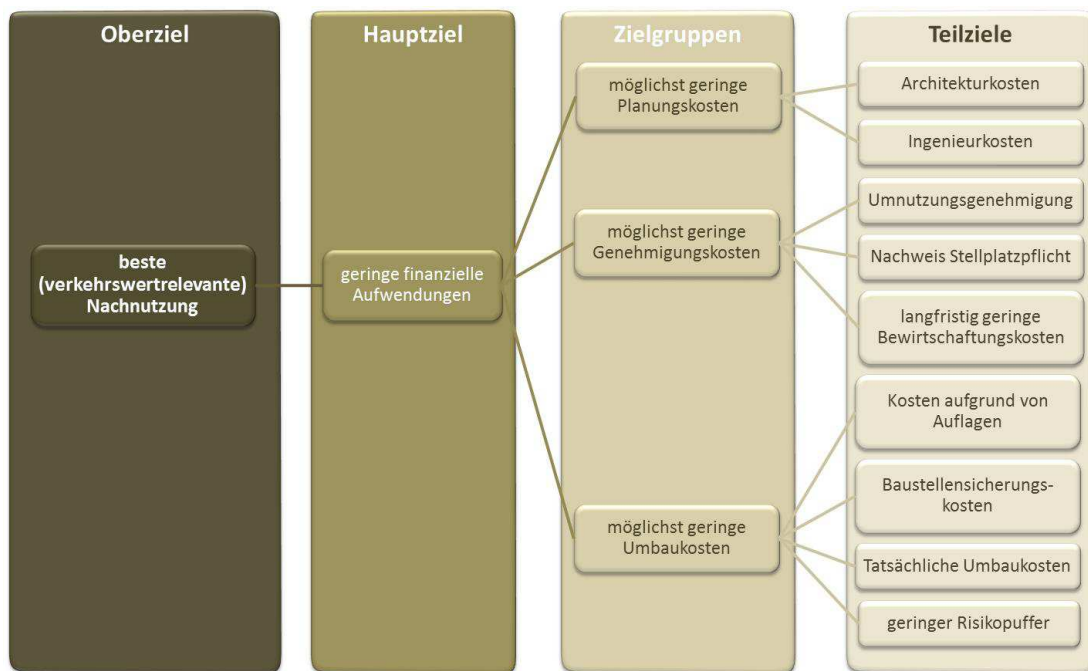 Oberziel
Hauptziel
Zielgruppen
Teilziele
beste
(verkehrswertrelevante)
Nachnutzung
geringe finanzielle
Aufwendungen
möglichst geringe
Planungskosten
möglichst geringe
Genehmigungskosten
möglichst geringe
Umbaukosten
Architekturkosten
Ingenieurkosten
Umnutzungsgenehmigung
Nachweis Stellplatzpflicht
langfristig geringe
Bewirtschaftungskosten
Kosten aufgrund von
Auflagen
Baustellensicherungs-
kosten
Tatsächliche Umbaukosten
geringer Risikopuffer